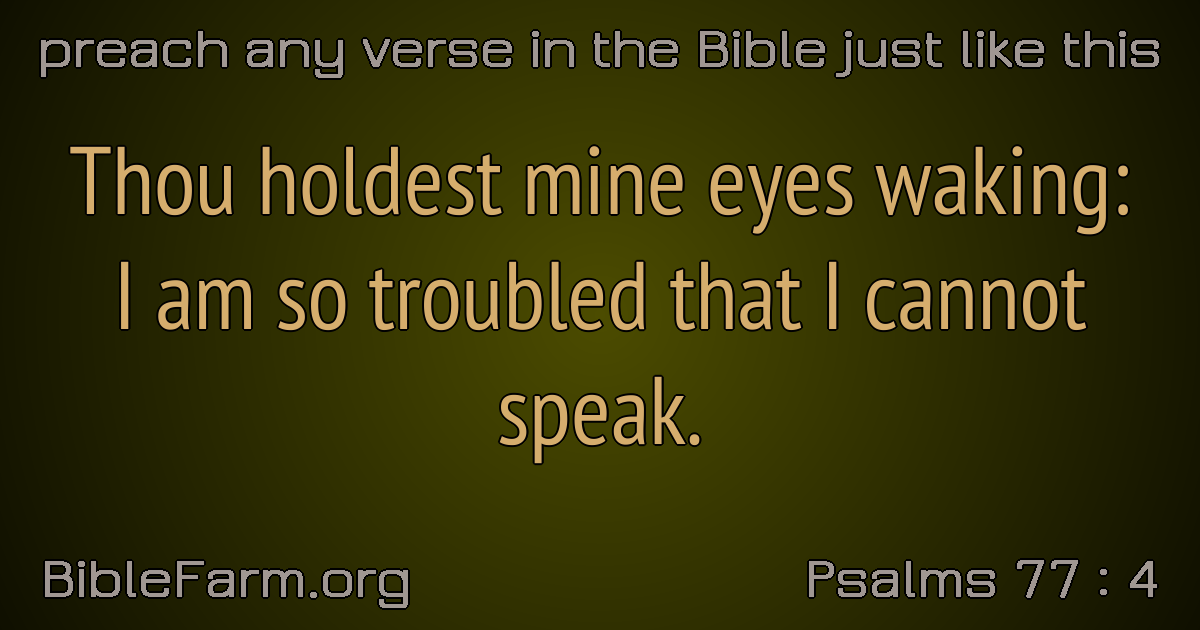 preach any verse in the Bible just like this
Thou holdest mine eyes waking:
I am so troubled that I cannot
speak.
BibleFarm.org
Psalms 77 : 4